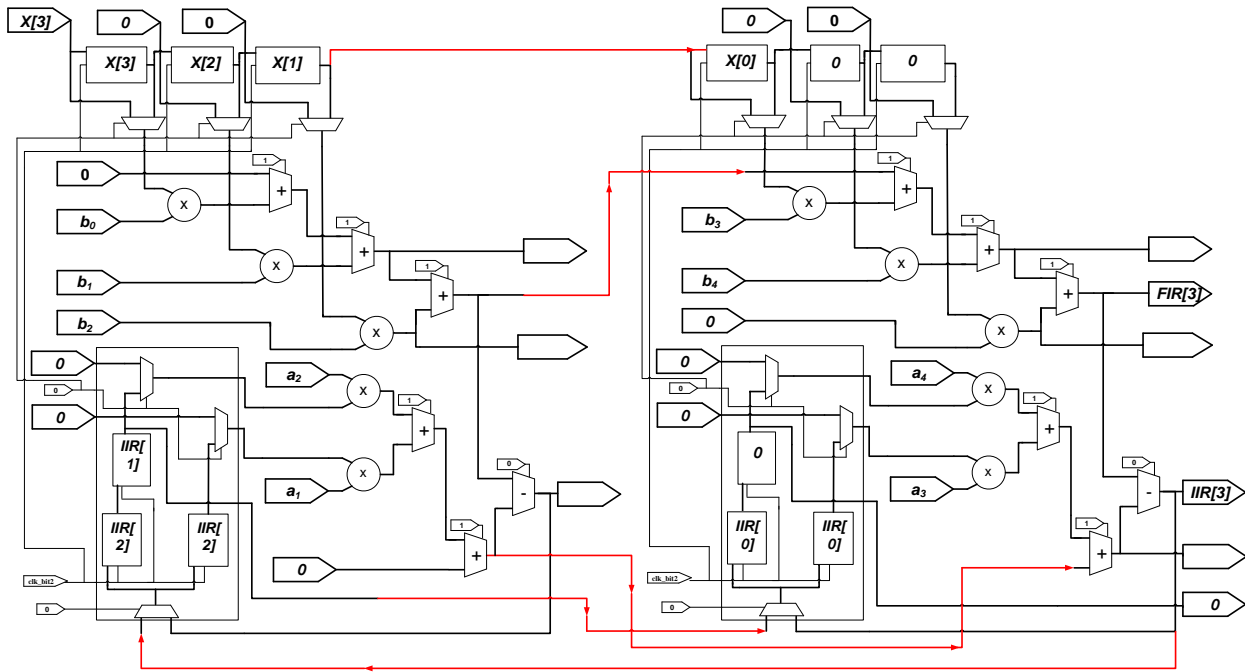 X[3] 0 0 0 0
X[3] X[2] X[1] X[0] 0 0
1 1
0 + +
x x
b0 1 b3 1
+ +
x x
b1 1 b4 1 FIR[3]
+ +
b2 x 0 x
0 a2 x 0 a4 x
0 1 0 1
0 + 0 +
IIR[
1] 0
x x
a1 0 a3 0
- - IIR[3]
IIR[
2] IIR[
2] IIR[
0] IIR[
0]
1 1
+ +
clk_bit2 0 clk_bit2
0 0 0